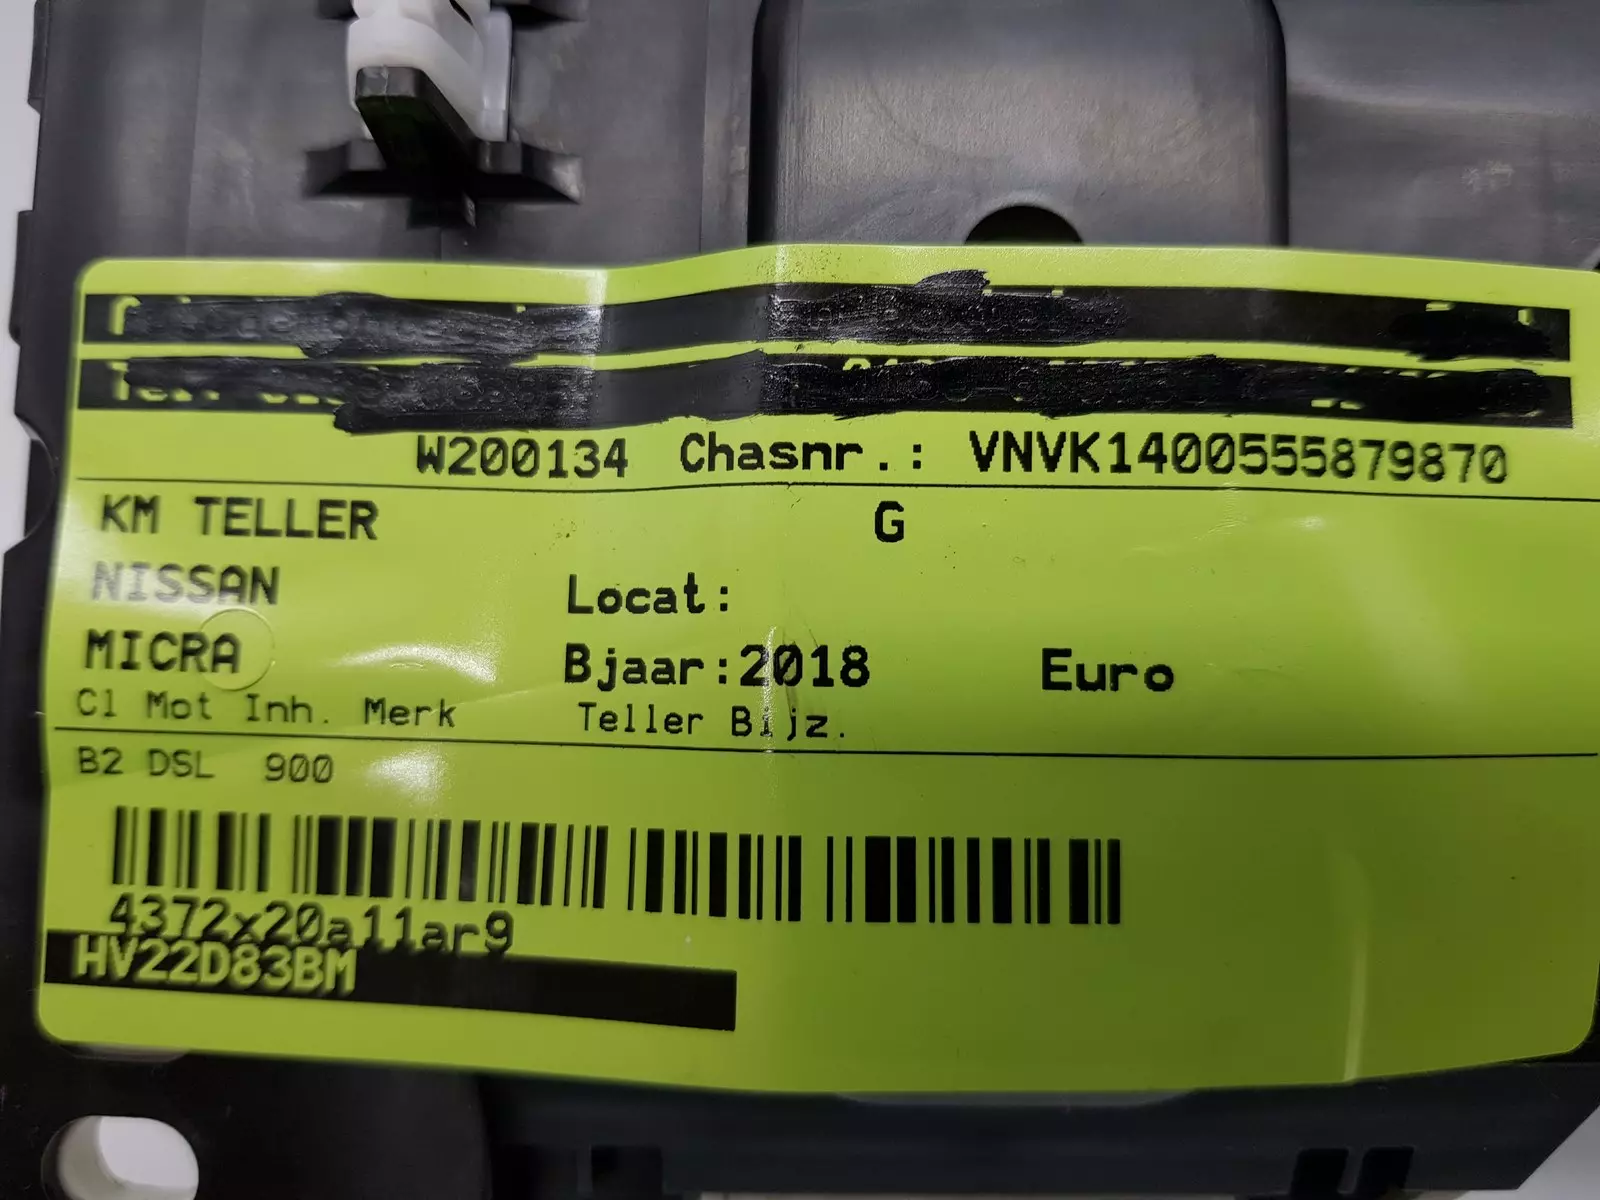 W200134 Chasnr.: VNVK1400555879870
KM TELLER G
NISSAN Locat:
MICRA Bjaar:2018 Euro
Cl Mot Inh. Merk Teller Bijz.
B2 DSL 900
4372x20a11ar9
HV22D83BM